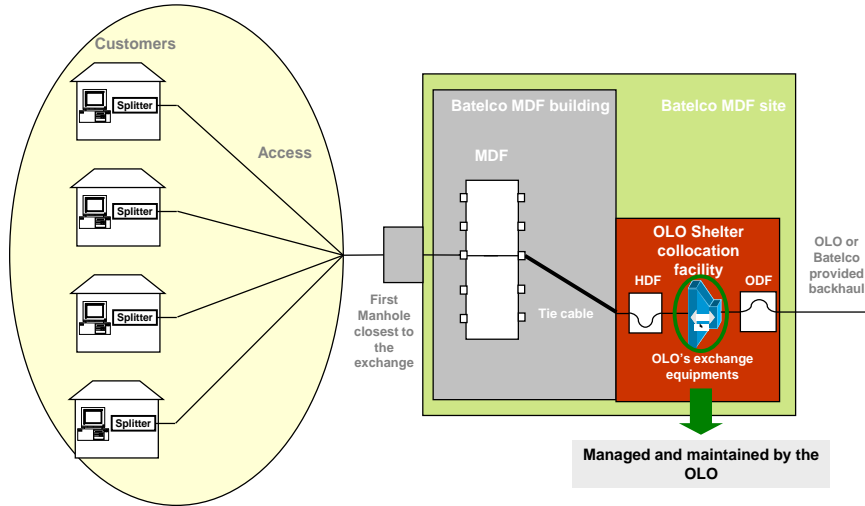 Customers
Splitter
Splitter
Splitter
Splitter
Access
First
Manhole
closest to
the
exchange
Batelco MDF building
Batelco MDF site
MDF
Tie cable
OLO Shelter
collocation
facility
HDF
ODF
OLO's exchange
equipments
OLO or
Batelco
provided
backhaul
Managed and maintained by the
OLO